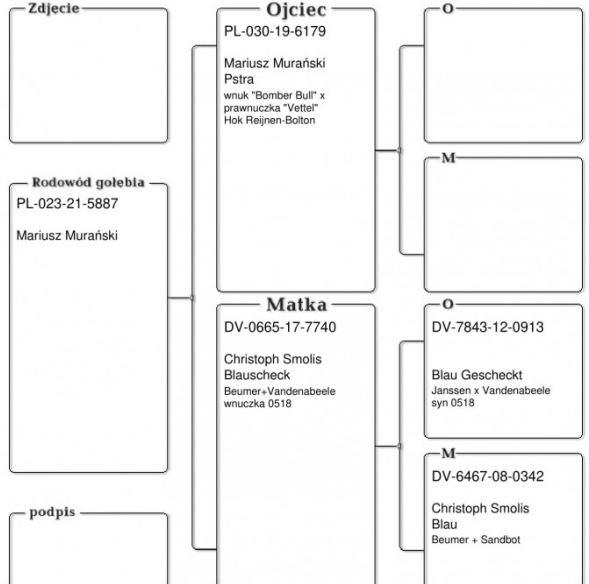 Zdjęcie
Rodowód gołębia
PL-023-21-5887
Mariusz Murański
podpis
Ojciec
PL-030-19-6179
Mariusz Murański
Pstra
wnuk "Bomber Bull" x
prawnuczka "Vettel"
Hok Reijnen-Bolton
Matka
DV-0665-17-7740
Christoph Smolis
Blauscheck
Beumer+Vandenabeele
wnuczka 0518
O
M
O
DV-7843-12-0913
Blau Gescheckt
Janssen x Vandenabeele
syn 0518
M
DV-6467-08-0342
Christoph Smolis
Blau
Beumer + Sandbot